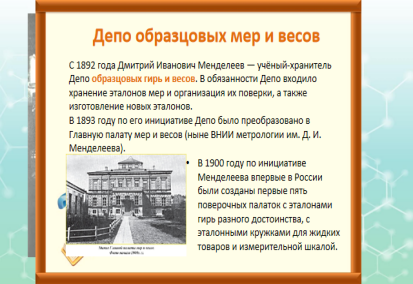 Депо образцовых мер и весов
С 1892 года Дмитрий Иванович Менделеев — учёный-хранитель
Депо образцовых гирь и весов. В обязанности Депо входило
хранение эталонов мер и организация их поверки, а также
изготовление новых эталонов.
В 1893 году по его инициативе Депо было преобразовано в
Главную палату мер и весов (ныне ВНИИ метрологии им. Д. И.
Менделеева).
• В 1900 году по инициативе
Менделеева впервые в России
были созданы первые пять
поверочных палаток с эталонами
гирь разного достоинства, с
эталонными кружками для жидких
товаров и измерительной шкалой.